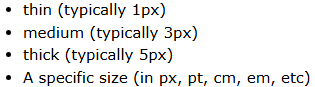 • thin (typically 1px)
• medium (typically 3px)
• thick (typically 5px)
• A specific size (in px, pt, cm, em, etc)